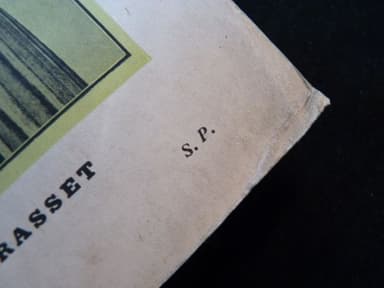 RASSET
S. P.